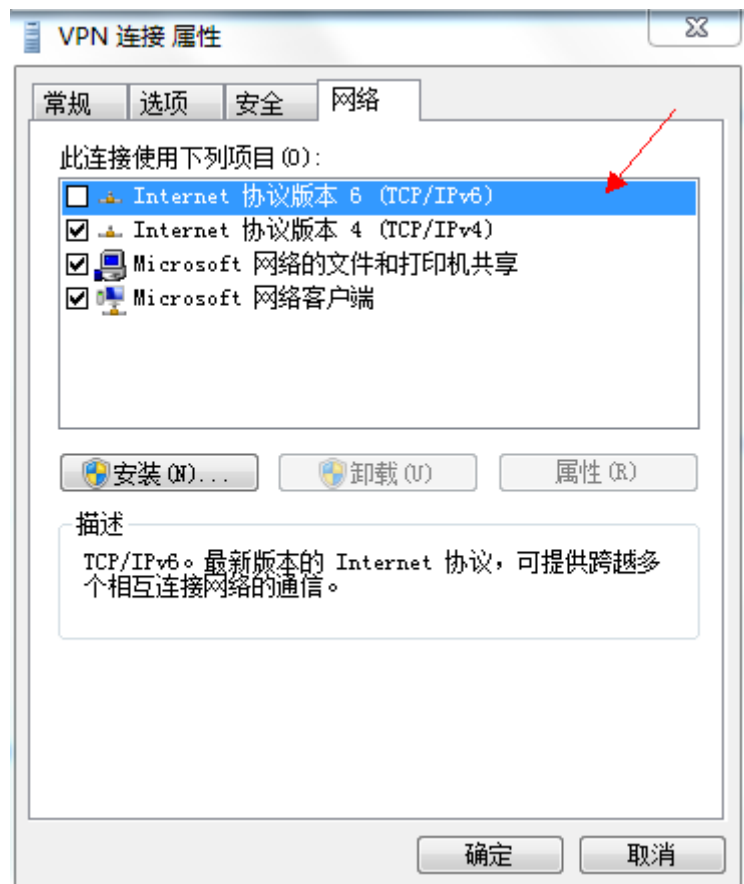 VPN 连接 属性
常规 选项 安全 网络
此连接使用下列项目(O):
Internet 协议版本 6 (TCP/IPv6)
Internet 协议版本 4 (TCP/IPv4)
Microsoft 网络的文件和打印机共享
Microsoft 网络客户端
安装(N)... 卸载(U) 属性(R)
描述
TCP/IPv6。最新版本的 Internet 协议，可提供跨越多
个相互连接网络的通信。
确定 取消